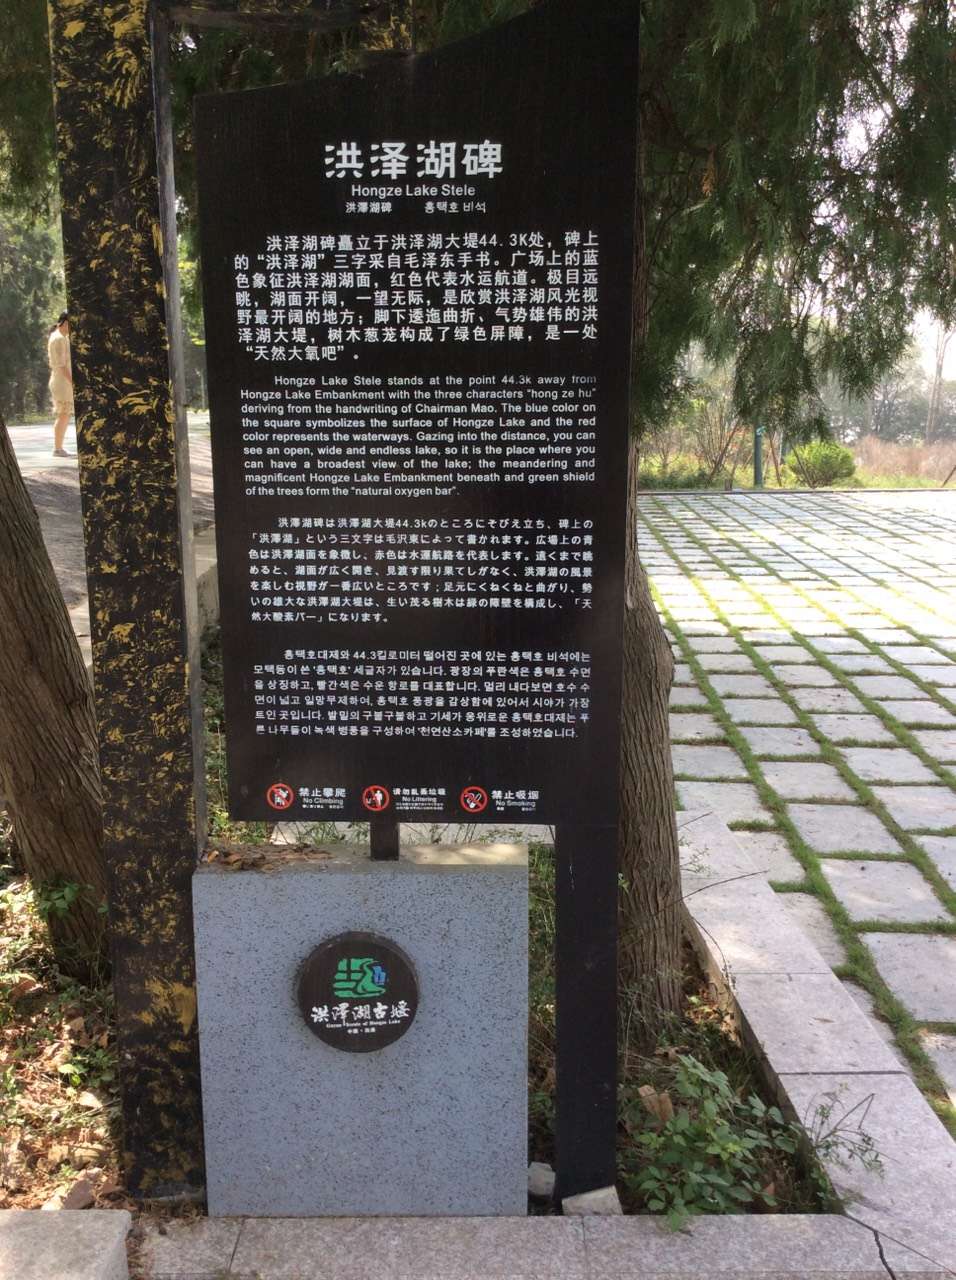 洪泽湖碑
Hongze Lake Stele
洪澤湖碑 홍택호 비석
洪泽湖碑矗立于洪泽湖大堤44.3K处，碑上
的“洪泽湖”三字采自毛泽东手书。广场上的蓝
色象征洪泽湖湖面，红色代表水运航道。极目远
眺，湖面开阔，一望无际，是欣赏洪泽湖风光视
野最开阔的地方；脚下逶迤曲折、气势雄伟的洪
泽湖大堤，树木葱茏构成了绿色屏障，是一处
“天然大氧吧”。
Hongze Lake Stele stands at the point 44.3k away from
Hongze Lake Embankment with the three characters "hong ze hu"
deriving from the handwriting of Chairman Mao. The blue color on
the square symbolizes the surface of Hongze Lake and the red
color represents the waterways. Gazing into the distance, you can
see an open, wide and endless lake, so it is the place where you
can have a broadest view of the lake; the meandering and
magnificent Hongze Lake Embankment beneath and green shield
of the trees form the "natural oxygen bar".
洪澤湖碑は洪澤湖大堤44.3kのところにそびえ立ち、碑上の
「洪澤湖」という三文字は毛沢東によって書かれます。広場上の青
色は洪澤湖面を象徴し、赤色は水運航路を代表します。遠くまで眺
めると、湖面が広く開き、見渡す限り果てしがなく、洪澤湖の風景
を楽しむ視野が一番広いところです；足元にくねくねと曲がり、勢
いの雄大な洪澤湖大堤は、生い茂る樹木は緑の障壁を構成し、「天
然大酸素バー」になります。
홍택호대제와 44.3킬로미터 떨어진 곳에 있는 홍택호 비석에는
모택동이 쓴 '홍택호' 세글자가 있습니다. 광장의 푸란색은 홍택호 수면
을 상징하고, 빨간색은 수운 항로를 대표합니다. 멀리 내다보면 호수 수
면이 넓고 일망무제하여, 홍택호 풍광을 감상함에 있어서 시야가 가장
트인 곳입니다. 발밑의 구불구불하고 기세가 웅위로운 홍택호대제는 푸
른 나무들이 녹색 병풍을 구성하여 '천연산소카페'를 조성하였습니다.
禁止攀爬 请勿乱丢垃圾 禁止吸烟
No Climbing No Littering No Smoking
洪泽湖古堰